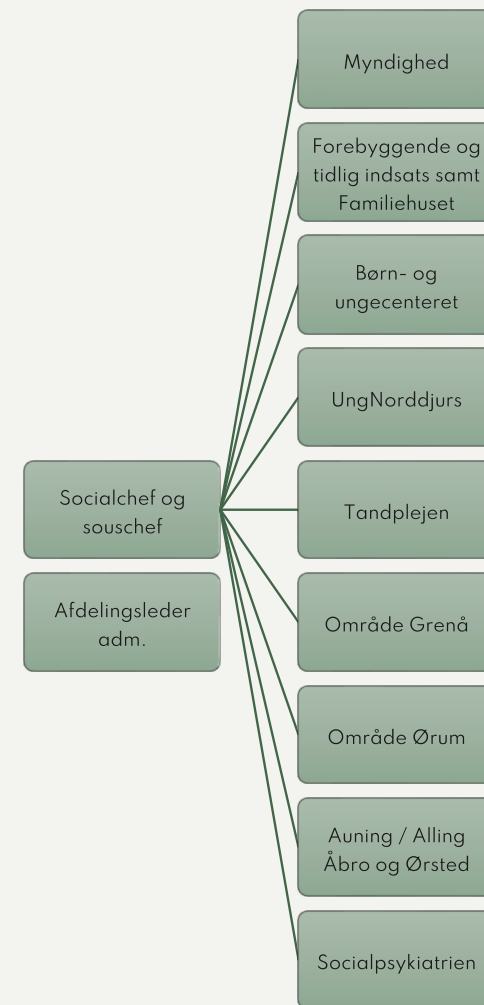 Myndighed
Forebyggende og
tidlig indsats samt
Familiehuset
Børn- og
ungecenteret
UngNorddjurs
Socialchef og
souschef
Tandplejen
Afdelingsleder
adm.
Område Grenå
Område Ørum
Auning / Alling
Åbro og Ørsted
Socialpsykiatrien